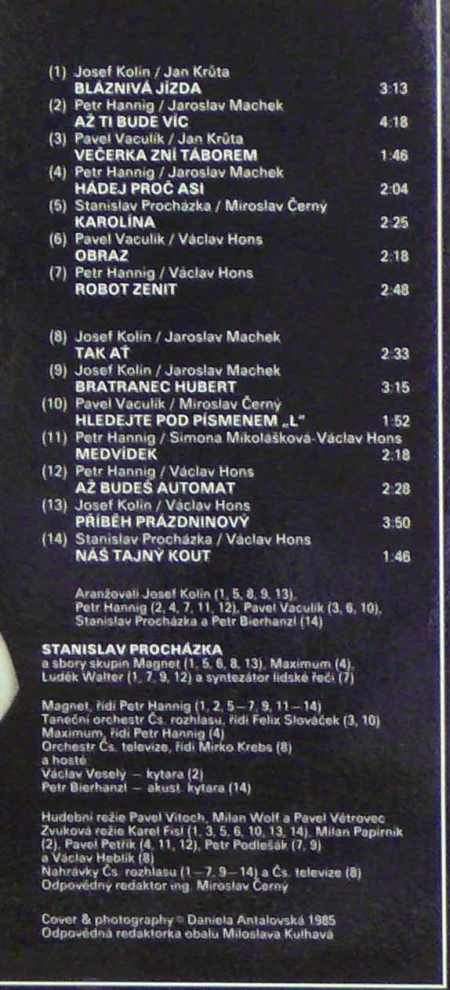 (1) Josef Kolín / Jan Krůta
BLÁZNIVÁ JÍZDA 3:13
(2) Petr Hannig / Jaroslav Machek
AŽ TI BUDE VÍC 4:18
(3) Pavel Vaculík / Jan Krůta
VEČERKA ZNÍ TÁBOREM 1:46
(4) Petr Hannig / Jaroslav Machek
HÁDEJ PROČ ASI 2:04
(5) Stanislav Procházka / Miroslav Černý
KAROLÍNA 2:25
(6) Pavel Vaculík / Václav Hons
OBRAZ 2:18
(7) Petr Hannig / Václav Hons
ROBOT ZENIT 2:48
(8) Josef Kolín / Jaroslav Machek
TAK AŤ 2:33
(9) Josef Kolín / Jaroslav Machek
BRATRANEC HUBERT 3:15
(10) Pavel Vaculík / Miroslav Černý
HLEDEJTE POD PÍSMENEM „L" 1:52
(11) Petr Hannig / Simona Mikolášková-Václav Hons
MEDVÍDEK 2:18
(12) Petr Hannig / Václav Hons
AŽ BUDEŠ AUTOMAT 2:28
(13) Josef Kolín / Václav Hons
PŘÍBĚH PRÁZDNINOVÝ 3:50
(14) Stanislav Procházka / Václav Hons
NÁŠ TAJNÝ KOUT 1:46
Aranžovali Josef Kolín (1, 5, 8, 9, 13),
Petr Hannig (2, 4, 7, 11, 12), Pavel Vaculík (3, 6, 10),
Stanislav Procházka a Petr Bierhanzl (14)
STANISLAV PROCHÁZKA
a sbory skupin Magnet (1, 5, 6, 8, 13), Maximum (4),
Luděk Walter (1, 7, 9, 12) a syntezátor lidské řeči (7)
Magnet, řídí Petr Hannig (1, 2, 5–7, 9, 11–14)
Taneční orchestr Čs. rozhlasu, řídí Felix Slováček (3, 10)
Maximum, řídí Petr Hannig (4)
Orchestr Čs. televize, řídí Mirko Krebs (8)
a hosté
Václav Veselý – kytara (2)
Petr Bierhanzl – akust. kytara (14)
Hudební režie Pavel Vitoch, Milan Wolf a Pavel Větrovec
Zvuková režie Karel Fisl (1, 3, 5, 6, 10, 13, 14), Milan Papírník
(2), Pavel Petřík (4, 11, 12), Petr Podlešák (7, 9)
a Václav Heblík (8)
Nahrávky Čs. rozhlasu (1–7, 9–14) a Čs. televize (8)
Odpovědný redaktor ing. Miroslav Černý
Cover & photography © Daniela Antalovská 1985
Odpovědná redaktorka obalu Miloslava Kulhavá